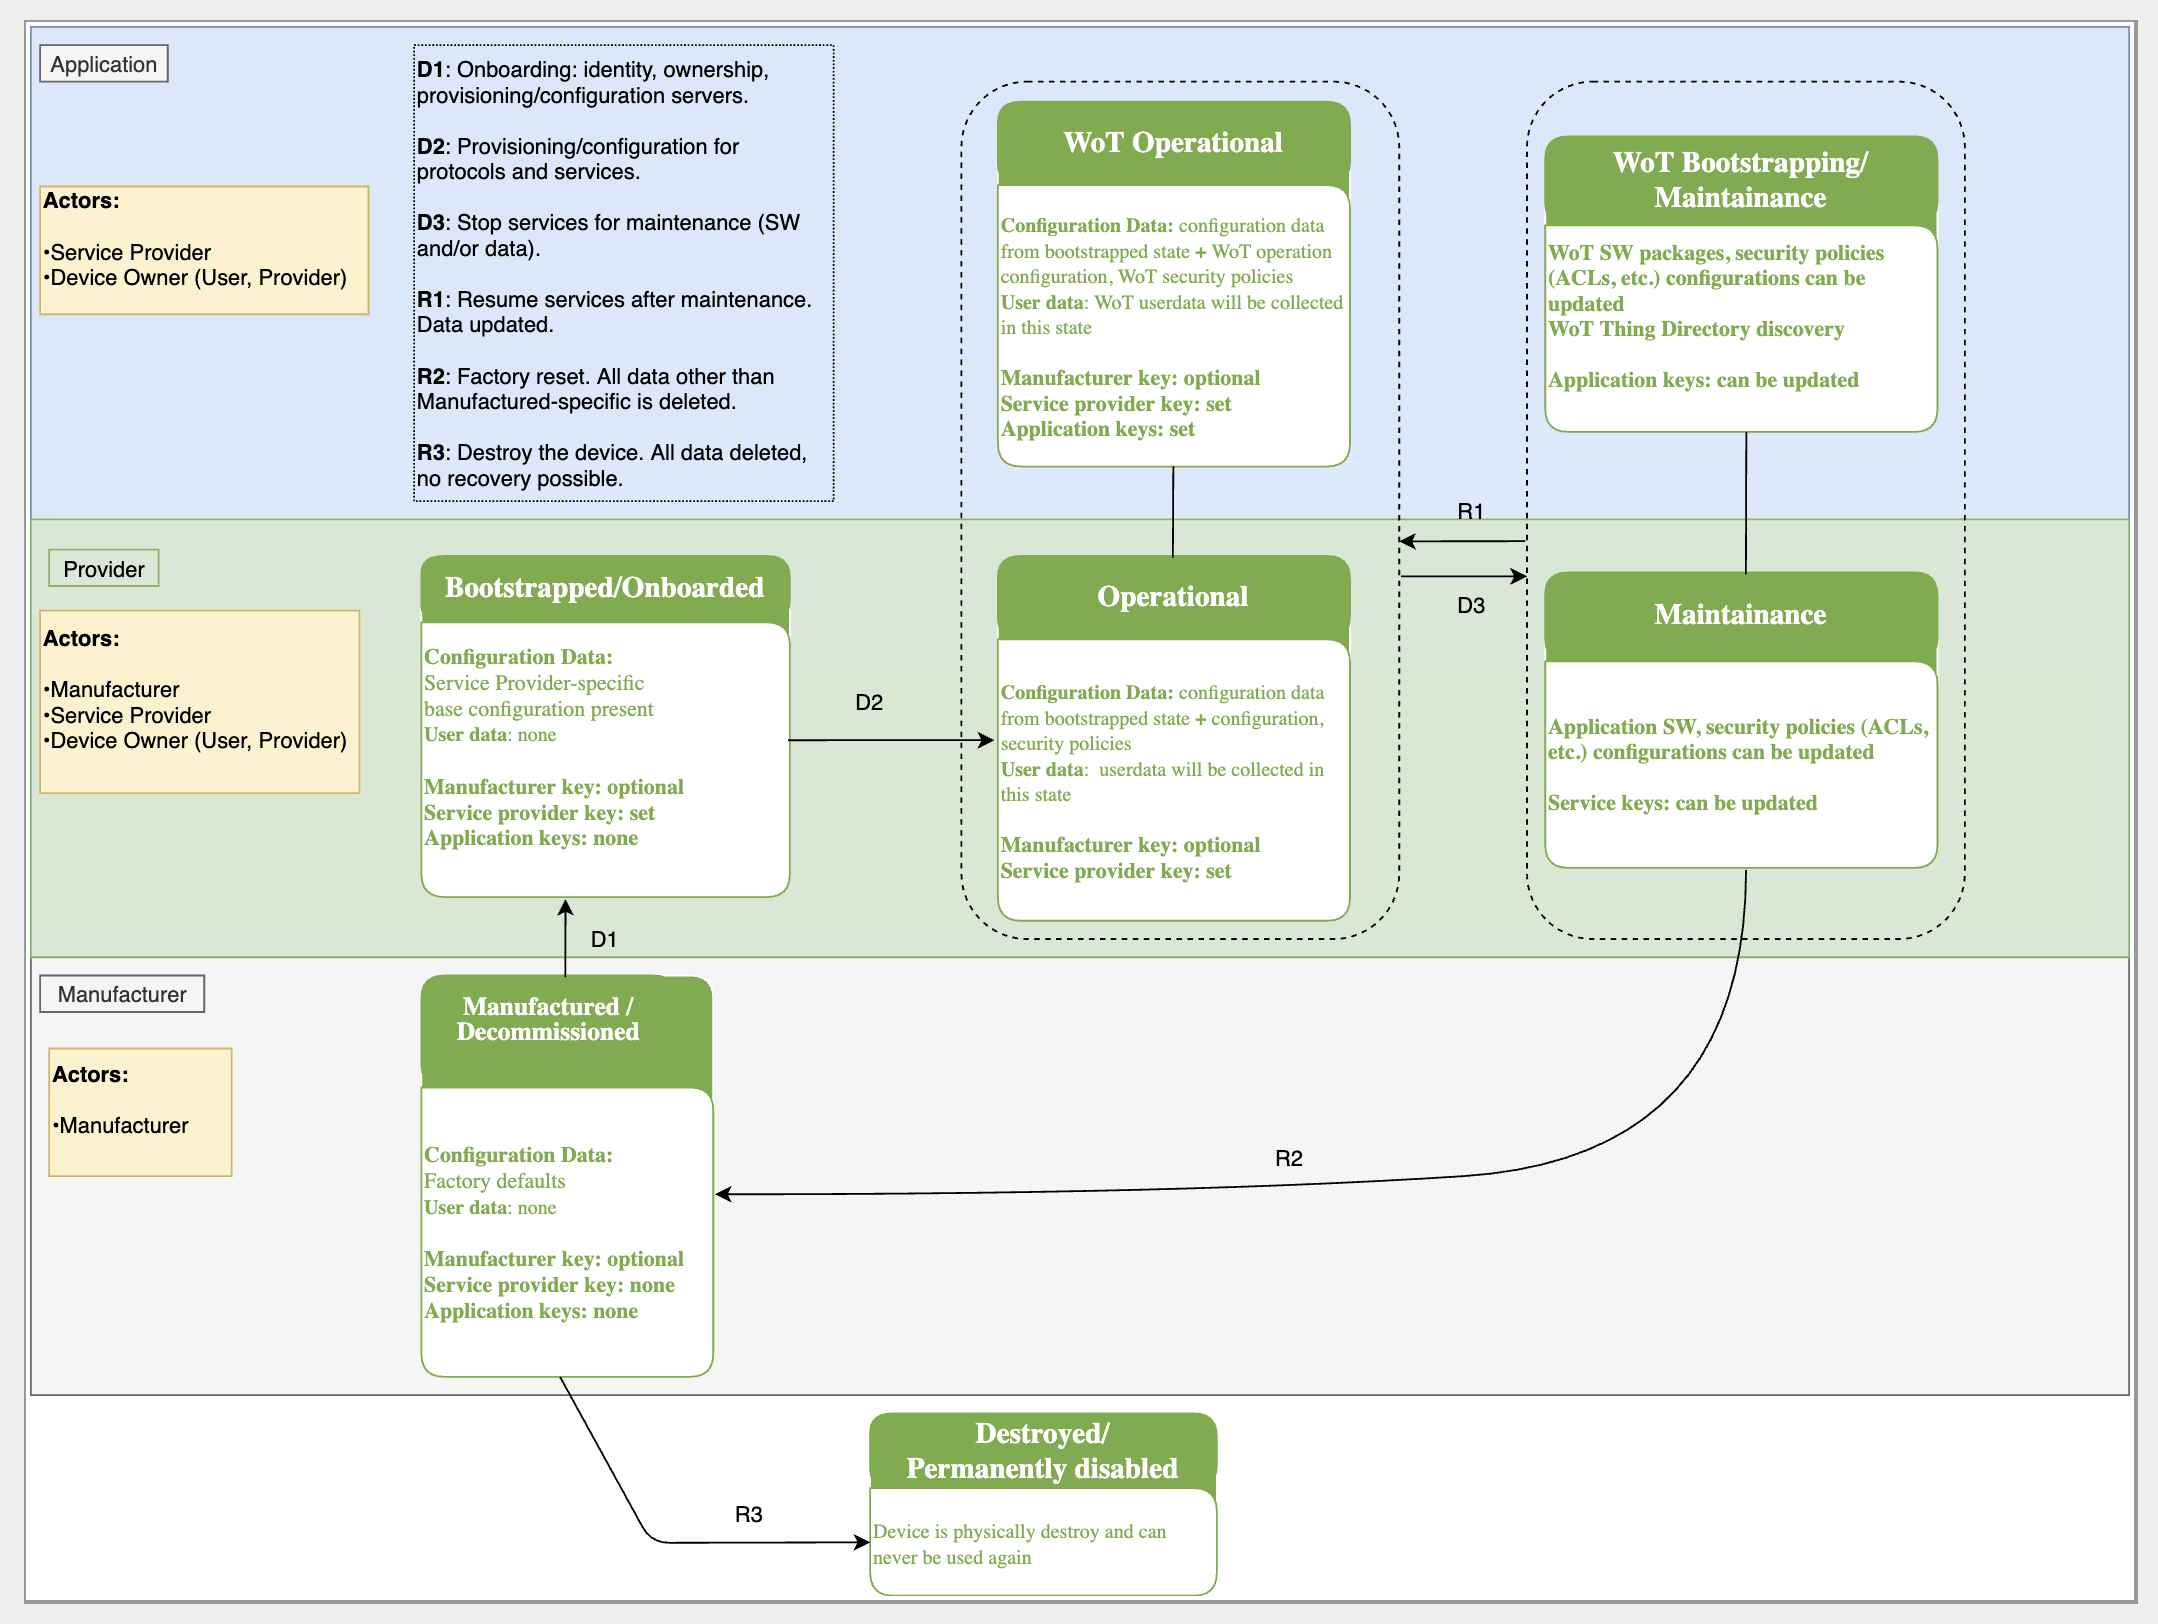 Application
Actors:
•Service Provider
•Device Owner (User, Provider)
D1: Onboarding: identity, ownership,
provisioning/configuration servers.
D2: Provisioning/configuration for
protocols and services.
D3: Stop services for maintenance (SW
and/or data).
R1: Resume services after maintenance.
Data updated.
R2: Factory reset. All data other than
Manufactured-specific is deleted.
R3: Destroy the device. All data deleted,
no recovery possible.
WoT Operational
Configuration Data: configuration data
from bootstrapped state + WoT operation
configuration, WoT security policies
User data: WoT userdata will be collected
in this state
Manufacturer key: optional
Service provider key: set
Application keys: set
WoT Bootstrapping/
Maintainance
WoT SW packages, security policies
(ACLs, etc.) configurations can be
updated
WoT Thing Directory discovery
Application keys: can be updated
R1
D3
Provider
Actors:
•Manufacturer
•Service Provider
•Device Owner (User, Provider)
Bootstrapped/Onboarded
Configuration Data:
Service Provider-specific
base configuration present
User data: none
Manufacturer key: optional
Service provider key: set
Application keys: none
D2
Operational
Configuration Data: configuration data
from bootstrapped state + configuration,
security policies
User data:  userdata will be collected in
this state
Manufacturer key: optional
Service provider key: set
Maintainance
Application SW, security policies (ACLs,
etc.) configurations can be updated
Service keys: can be updated
D1
Manufacturer
Actors:
•Manufacturer
Manufactured /
Decommissioned
Configuration Data:
Factory defaults
User data: none
Manufacturer key: optional
Service provider key: none
Application keys: none
R2
R3
Destroyed/
Permanently disabled
Device is physically destroy and can
never be used again